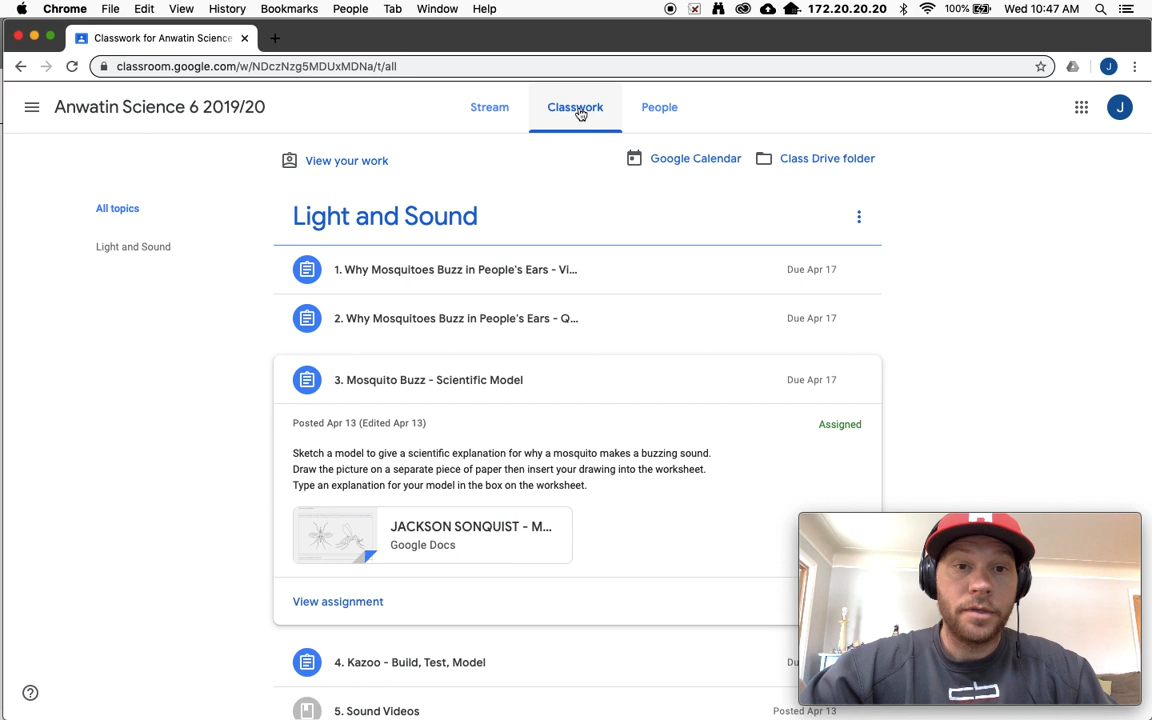 Chrome File Edit View History Bookmarks People Tab Window Help 172.20.20.20 100% Wed 10:47 AM
Classwork for Anwatin Science
classroom.google.com/w/NDczNzg5MDUxMDNa/t/all J
Anwatin Science 6 2019/20 Stream Classwork People J
View your work Google Calendar Class Drive folder
All topics
Light and Sound
Light and Sound
1. Why Mosquitoes Buzz in People's Ears - Vi... Due Apr 17
2. Why Mosquitoes Buzz in People's Ears - Q... Due Apr 17
3. Mosquito Buzz - Scientific Model Due Apr 17
Posted Apr 13 (Edited Apr 13) Assigned
Sketch a model to give a scientific explanation for why a mosquito makes a buzzing sound.
Draw the picture on a separate piece of paper then insert your drawing into the worksheet.
Type an explanation for your model in the box on the worksheet.
JACKSON SONQUIST - M...
Google Docs
View assignment
4. Kazoo - Build, Test, Model Du
5. Sound Videos Posted Apr 13